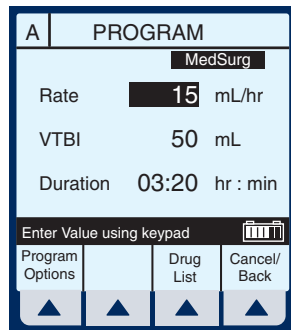 A PROGRAM
MedSurg
Rate 15 mL/hr
VTBI 50 mL
Duration 03:20 hr : min
Enter Value using keypad
Program Options Drug List Cancel/ Back